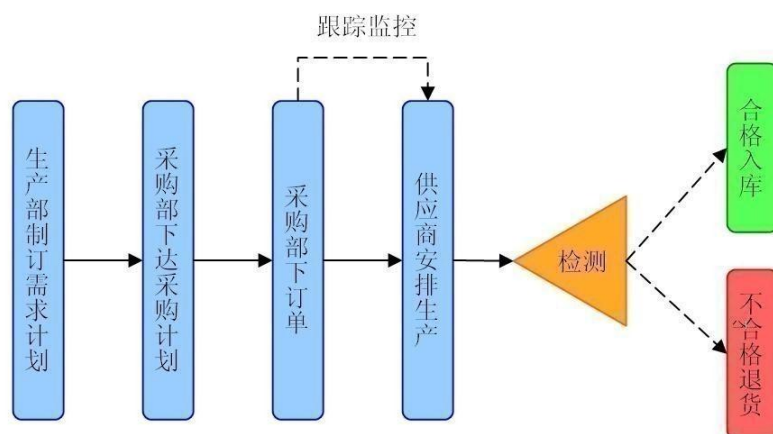 跟踪监控
生产部制订需求计划
采购部下达采购计划
采购部下订单
供应商安排生产
检测
合格入库
不合格退货